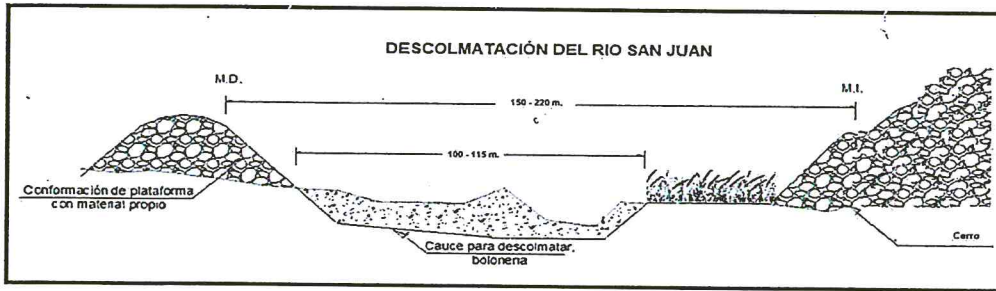 DESCOLMATACIÓN DEL RIO SAN JUAN
M.D.
M.I.
150 - 220 m.
c
100 - 115 m.
Conformación de plataforma
con material propio
Cauce para descolmatar,
boloneria
Cerro